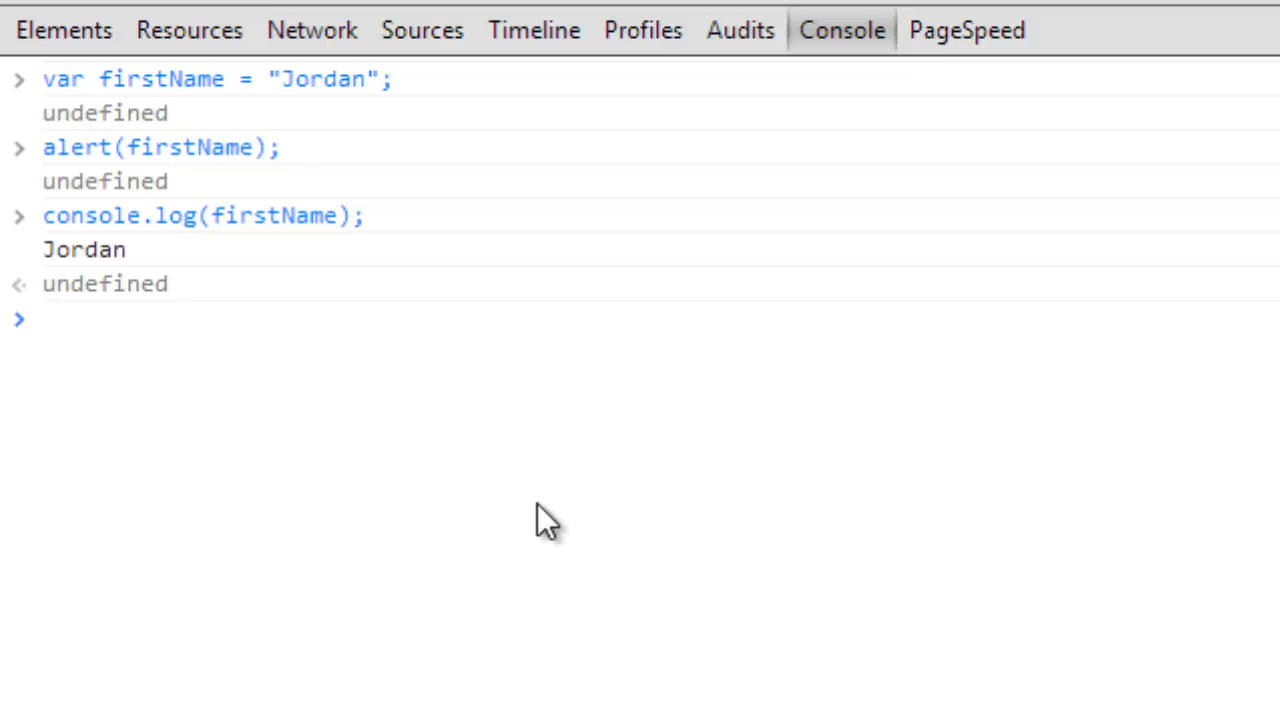 Elements Resources Network Sources Timeline Profiles Audits Console PageSpeed
> var firstName = "Jordan";
undefined
> alert(firstName);
undefined
> console.log(firstName);
Jordan
undefined
>